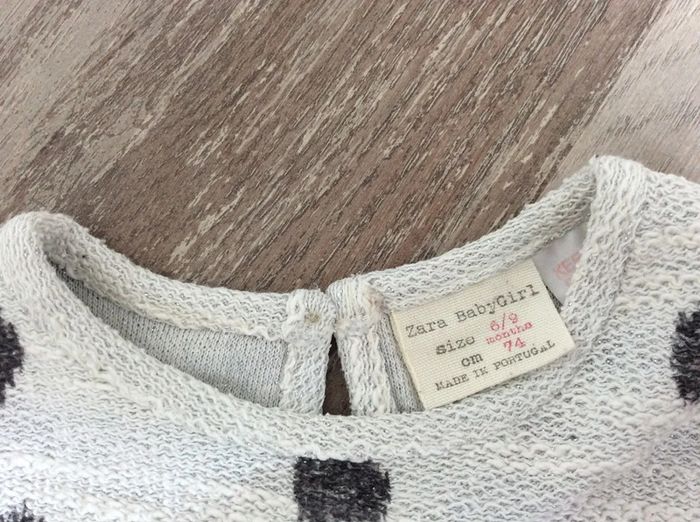 Zara BabyGirl
size 6/9 months
cm 74
MADE IN PORTUGAL